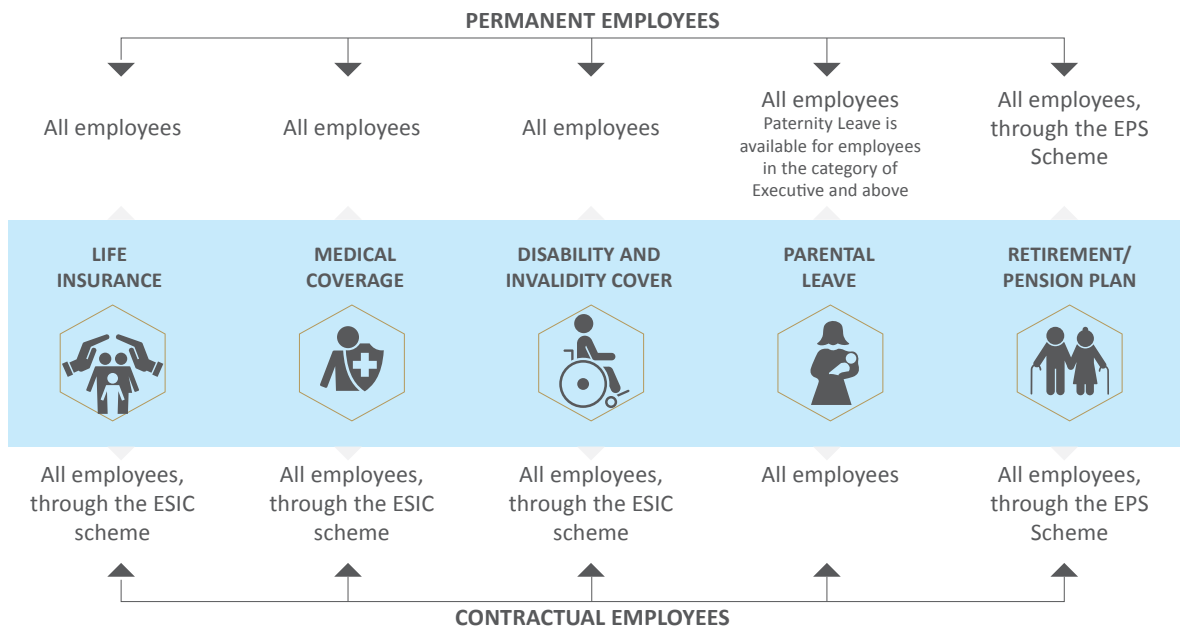 PERMANENT EMPLOYEES
All employees
All employees
All employees
All employees
Paternity Leave is
available for employees
in the category of
Executive and above
All employees,
through the EPS
Scheme
LIFE
INSURANCE
MEDICAL
COVERAGE
DISABILITY AND
INVALIDITY COVER
PARENTAL
LEAVE
RETIREMENT/
PENSION PLAN
All employees,
through the ESIC
scheme
All employees,
through the ESIC
scheme
All employees,
through the ESIC
scheme
All employees
All employees,
through the EPS
Scheme
CONTRACTUAL EMPLOYEES